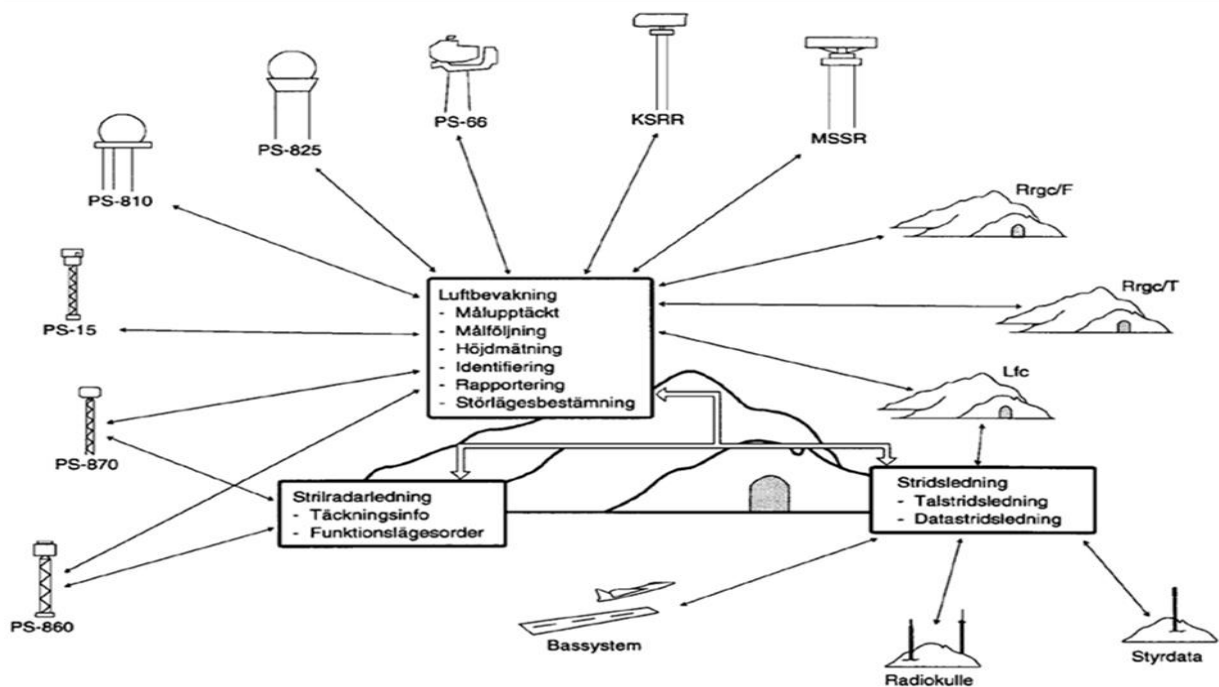 KSRR
PS-66
MSSR
PS-825
PS-810
Rrgc/F
Rrgc/T
PS-15
Luftbevakning
- Målupptäckt
- Målföljning
- Höjdmätning
- Identifiering
- Rapportering
- Störlägesbestämning
Lfc
PS-870
Strilradarledning
- Täckningsinfo
- Funktionslägesorder
Stridsledning
- Talstridsledning
- Datastridsledning
PS-860
Bassystem
Radiokulle
Styrdata